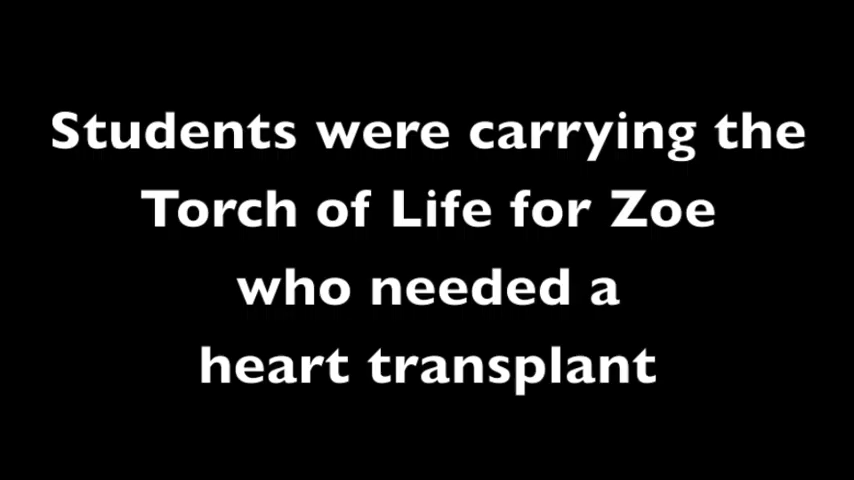 Students were carrying the
Torch of Life for Zoe
who needed a
heart transplant